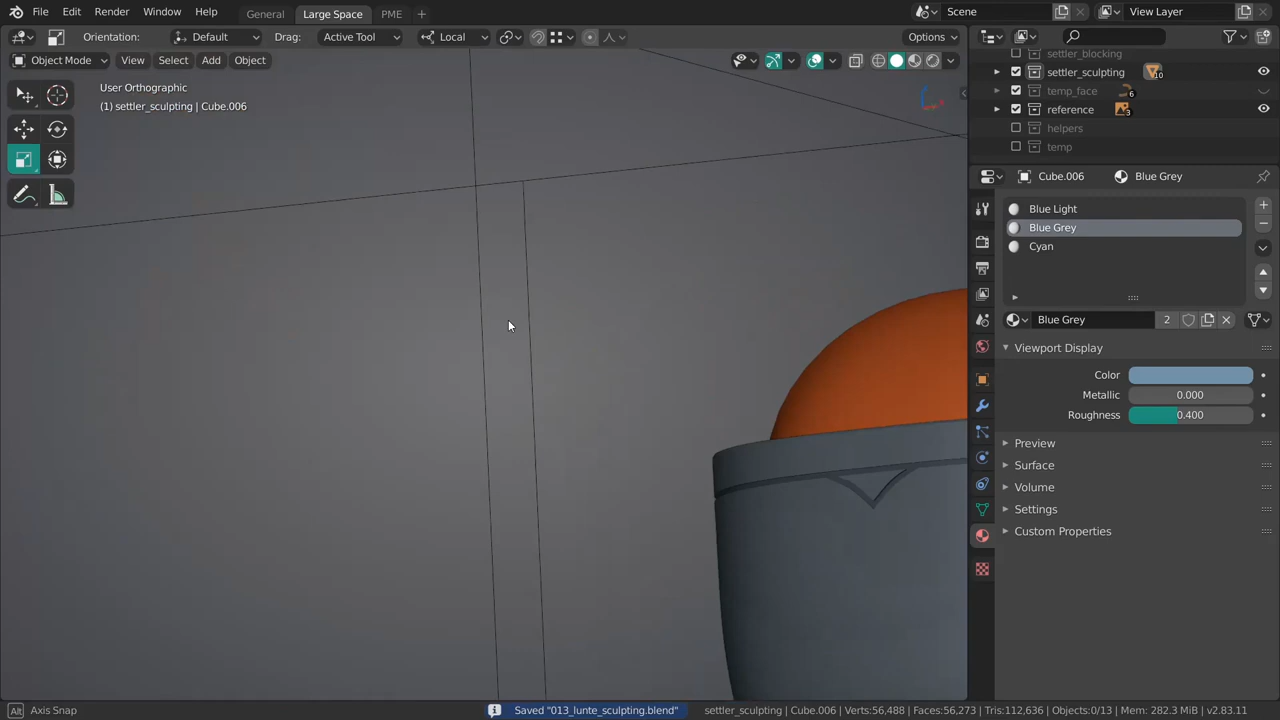 File Edit Render Window Help General Large Space PME + Scene View Layer
Orientation: Default Drag: Active Tool Local Options
Object Mode View Select Add Object
User Orthographic
(1) settler_sculpting | Cube.006
settler_blocking
settler_sculpting 10
temp_face 6
reference 3
helpers
temp
Cube.006 Blue Grey
Blue Light
Blue Grey
Cyan
Blue Grey 2
Viewport Display
Color
Metallic 0.000
Roughness 0.400
Preview
Surface
Volume
Settings
Custom Properties
Alt Axis Snap Saved "013_lunte_sculpting.blend" settler_sculpting | Cube.006 | Verts:56,488 | Faces:56,273 | Tris:112,636 | Objects:0/13 | Mem: 282.3 MiB | v2.83.11